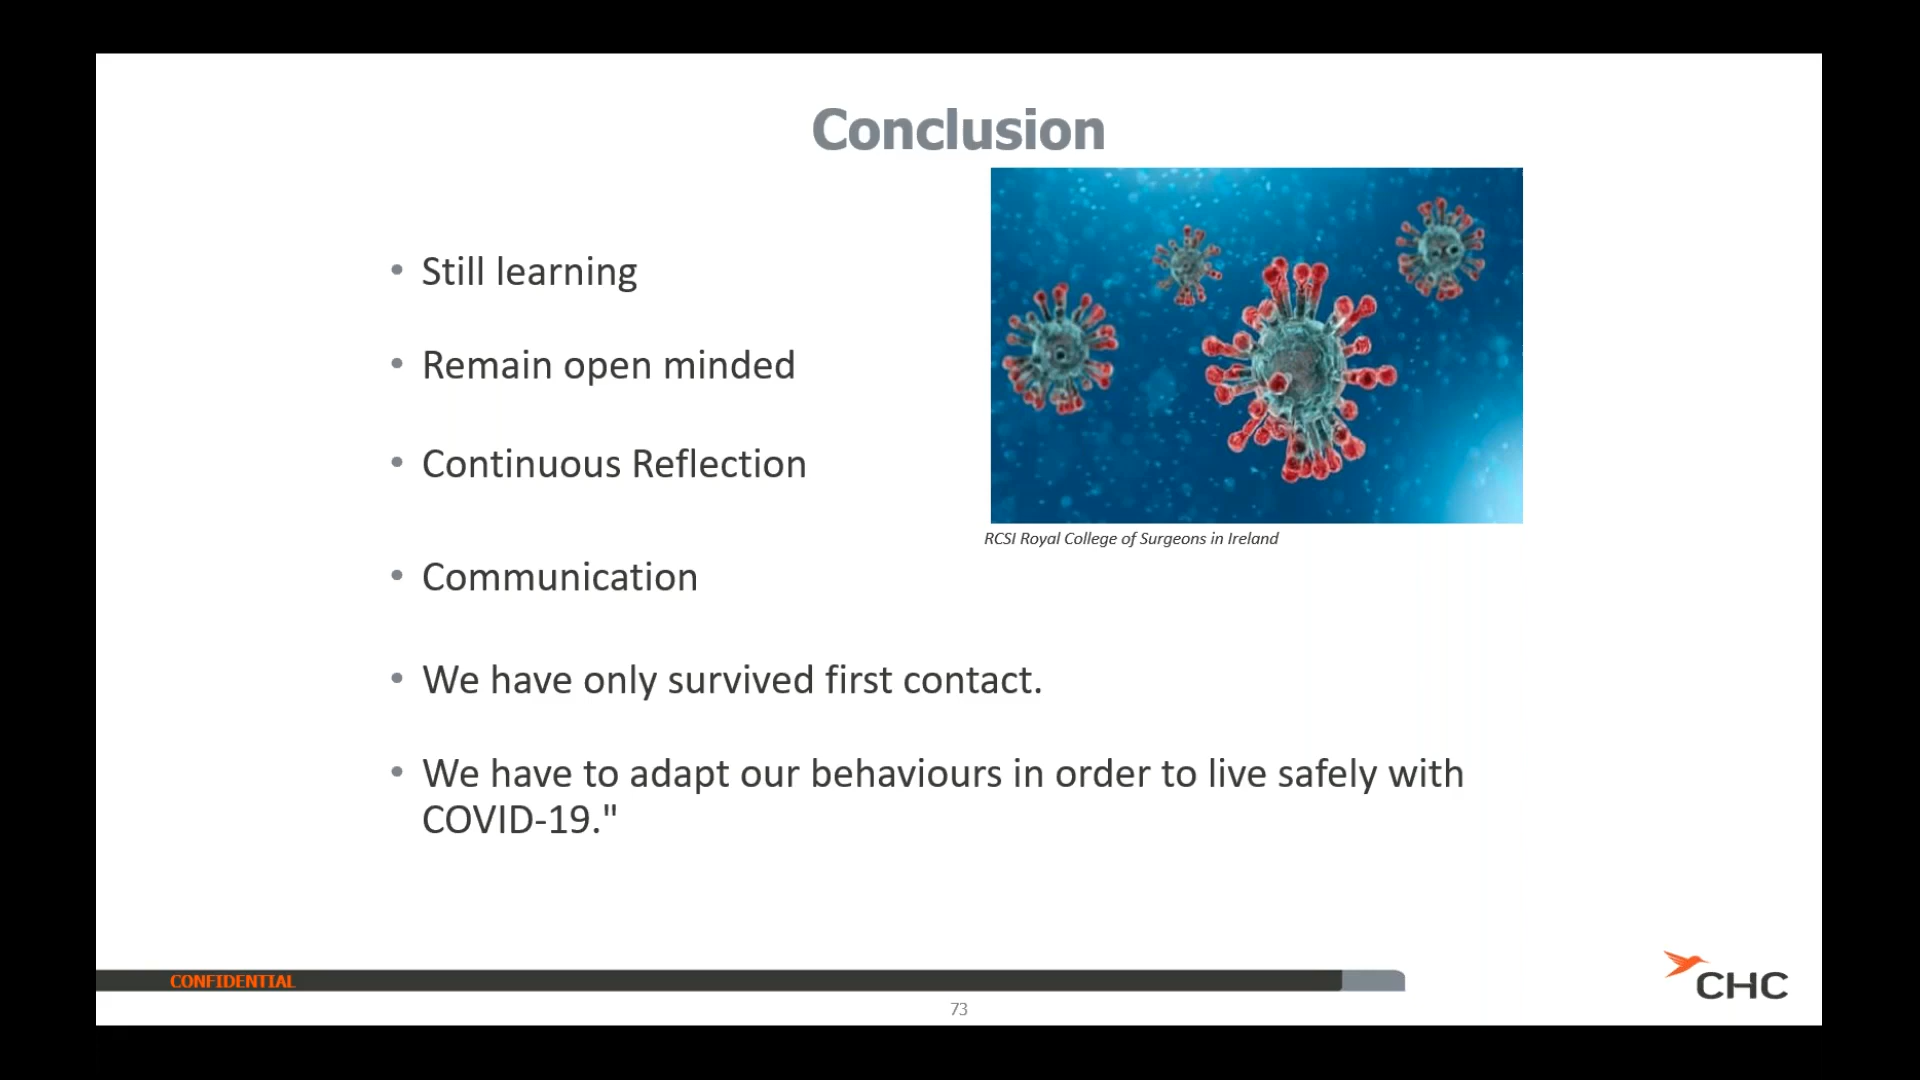 Conclusion
• Still learning
• Remain open minded
• Continuous Reflection
• Communication
• We have only survived first contact.
• We have to adapt our behaviours in order to live safely with
COVID-19."
RCSI Royal College of Surgeons in Ireland
CONFIDENTIAL
73
CHC